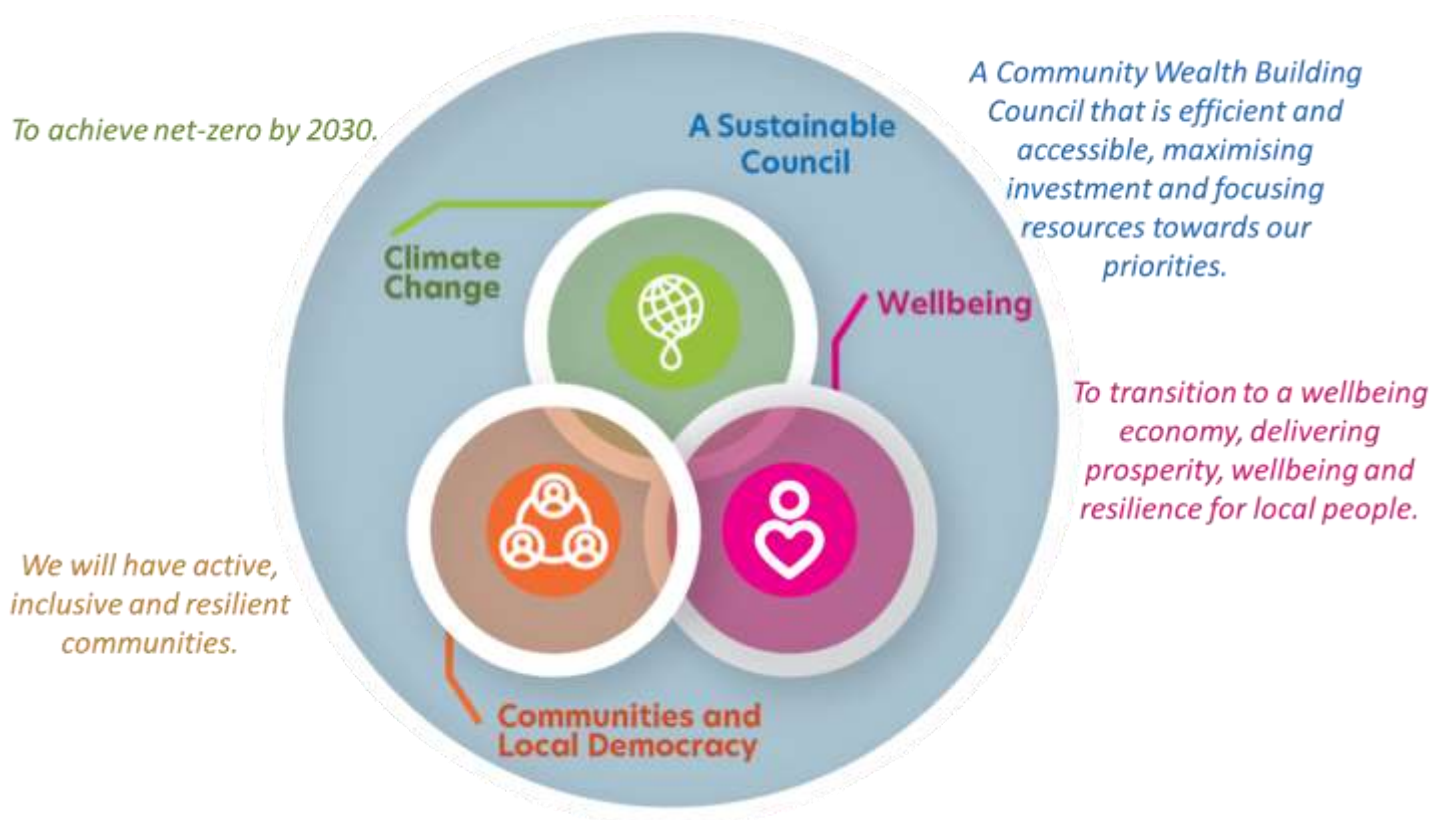 To achieve net-zero by 2030.
A Sustainable
Council
A Community Wealth Building
Council that is efficient and
accessible, maximising
investment and focusing
resources towards our
priorities.
Climate
Change
Wellbeing
To transition to a wellbeing
economy, delivering
prosperity, wellbeing and
resilience for local people.
We will have active,
inclusive and resilient
communities.
Communities and
Local Democracy